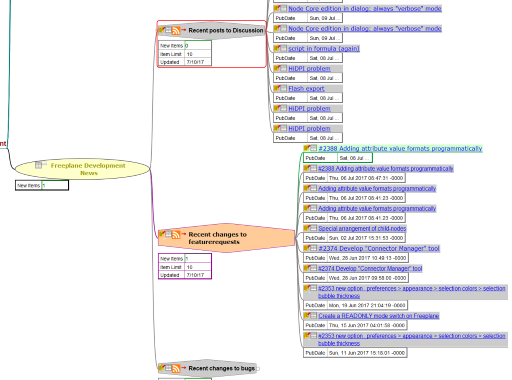 Node Core edition in dialog: always "verbose" mode
PubDate Sun, 09 Jul ...
Node Core edition in dialog: always "verbose" mode
PubDate Sun, 09 Jul ...
script in formula (again)
PubDate Sat, 08 Jul ...
HiDPI problem
PubDate Sat, 08 Jul ...
Flash export
PubDate Sat, 08 Jul ...
HiDPI problem
PubDate Sat, 08 Jul ...
HiDPI problem
PubDate Sat, 08 Jul ...
Recent posts to Discussion
New Items 0
Item Limit 10
Updated 7/10/17
nt
Freeplane Development
News
New Items 1
Recent changes to
featurerequests
New Items 1
Item Limit 10
Updated 7/10/17
#2388 Adding attribute value formats programmatically
PubDate Sat, 08 Jul ...
#2388 Adding attribute value formats programmatically
PubDate Thu, 06 Jul 2017 08:47:31 -0000
Adding attribute value formats programmatically
PubDate Thu, 06 Jul 2017 08:41:23 -0000
Adding attribute value formats programmatically
PubDate Thu, 06 Jul 2017 08:41:23 -0000
Special arrangement of child-nodes
PubDate Sun, 02 Jul 2017 15:31:53 -0000
#2374 Develop "Connector Manager" tool
PubDate Wed, 28 Jun 2017 10:49:13 -0000
#2374 Develop "Connector Manager" tool
PubDate Wed, 28 Jun 2017 09:56:00 -0000
#2353 new option . preferences > appearance > selection colors > selection
bubble thickness
PubDate Mon, 19 Jun 2017 21:04:19 -0000
Create a READONLY mode switch on Freeplane
PubDate Thu, 15 Jun 2017 04:01:58 -0000
#2353 new option . preferences > appearance > selection colors > selection
bubble thickness
PubDate Sun, 11 Jun 2017 15:18:01 -0000
Recent changes to bugs